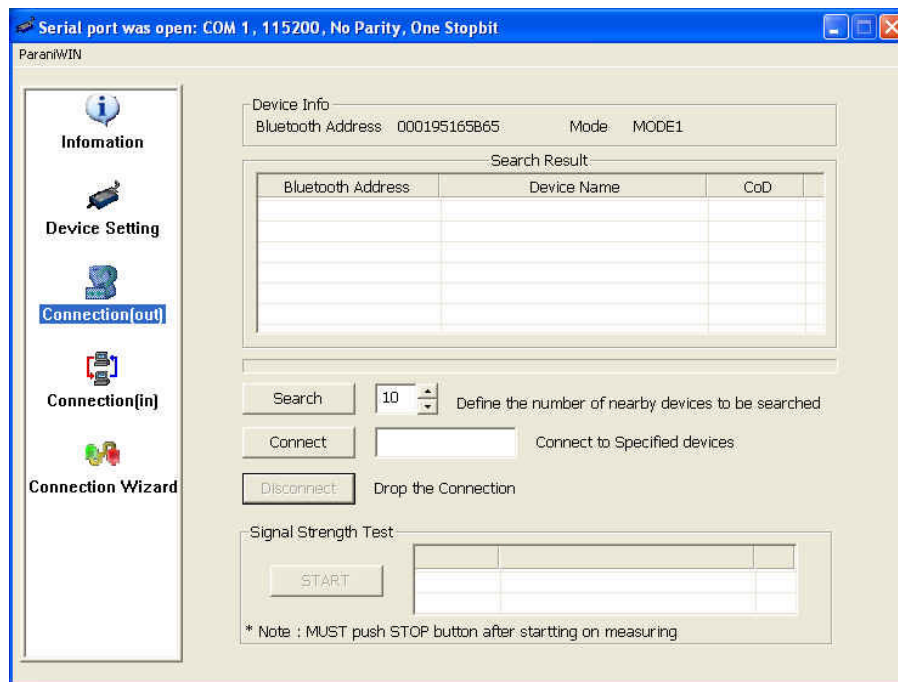 Serial port was open: COM 1, 115200, No Parity, One Stopbit
ParaniWIN
Infomation
Device Setting
Connection(out)
Connection(in)
Connection Wizard
Device Info
Bluetooth Address 000195165B65 Mode MODE1
Search Result
Bluetooth Address Device Name CoD
Search 10 Define the number of nearby devices to be searched
Connect Connect to Specified devices
Disconnect Drop the Connection
Signal Strength Test
START
* Note : MUST push STOP button after startting on measuring